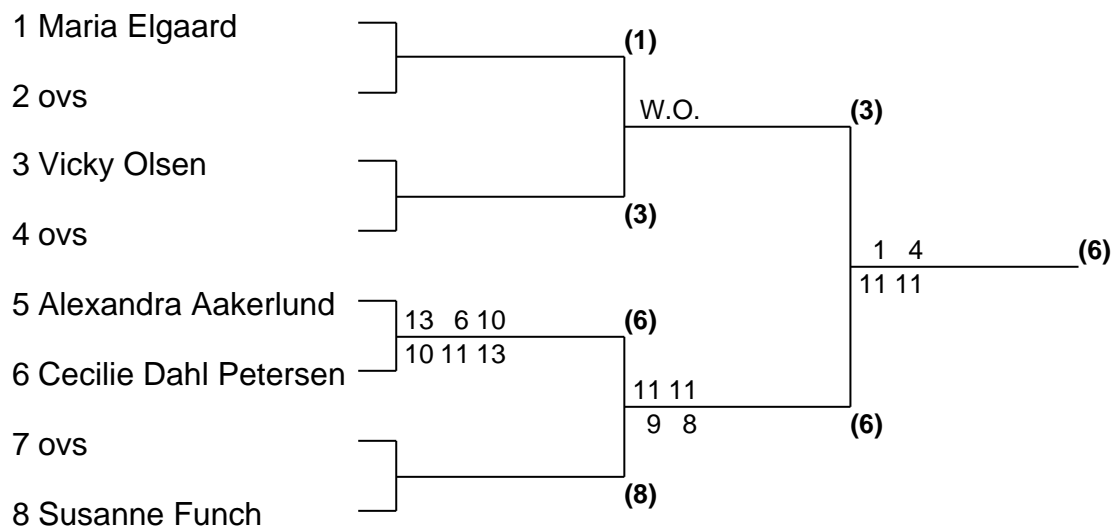 1 Maria Elgaard
(1)
2 ovs
W.O.
(3)
3 Vicky Olsen
(3)
4 ovs
1 4
(6)
11 11
5 Alexandra Aakerlund
13 6 10
(6)
10 11 13
6 Cecilie Dahl Petersen
11 11
9 8
(6)
7 ovs
(8)
8 Susanne Funch